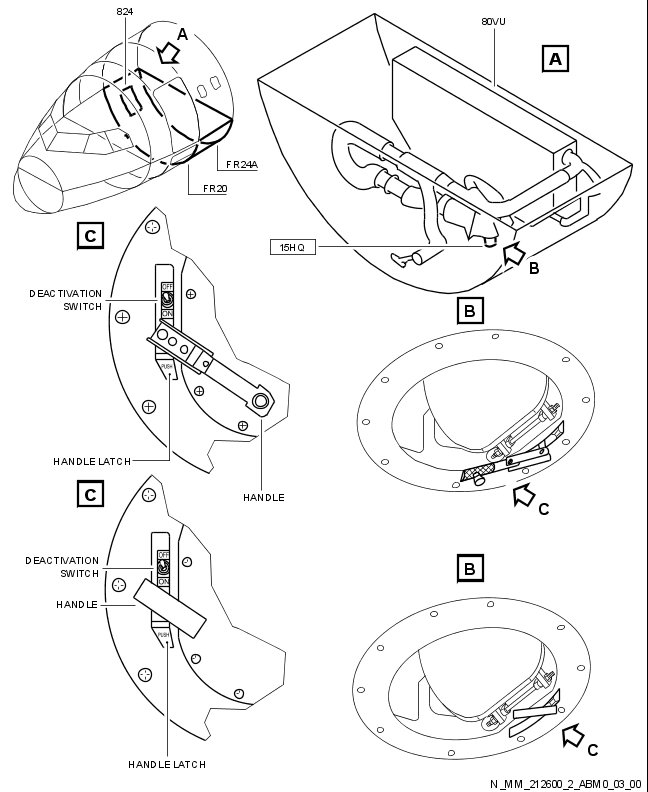 824
A
FR24A
FR20
80VU
A
15HQ
B
C
DEACTIVATION
SWITCH
OFF
ON
PUSH
HANDLE LATCH
HANDLE
B
C
C
DEACTIVATION
SWITCH
OFF
ON
HANDLE
PUSH
HANDLE LATCH
B
C
N_MM_212600_2_ABM0_03_00